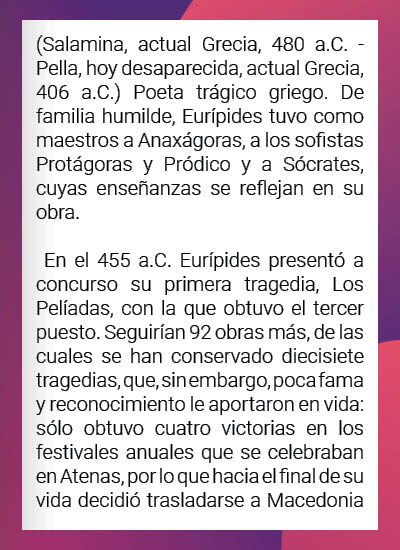 (Salamina, actual Grecia, 480 a.C. -
Pella, hoy desaparecida, actual Grecia,
406 a.C.) Poeta trágico griego. De
familia humilde, Eurípides tuvo como
maestros a Anaxágoras, a los sofistas
Protágoras y Pródico y a Sócrates,
cuyas enseñanzas se reflejan en su
obra.
En el 455 a.C. Eurípides presentó a
concurso su primera tragedia, Los
Pelíadas, con la que obtuvo el tercer
puesto. Seguirían 92 obras más, de las
cuales se han conservado diecisiete
tragedias, que, sin embargo, poca fama
y reconocimiento le aportaron en vida:
sólo obtuvo cuatro victorias en los
festivales anuales que se celebraban
en Atenas, por lo que hacia el final de su
vida decidió trasladarse a Macedonia